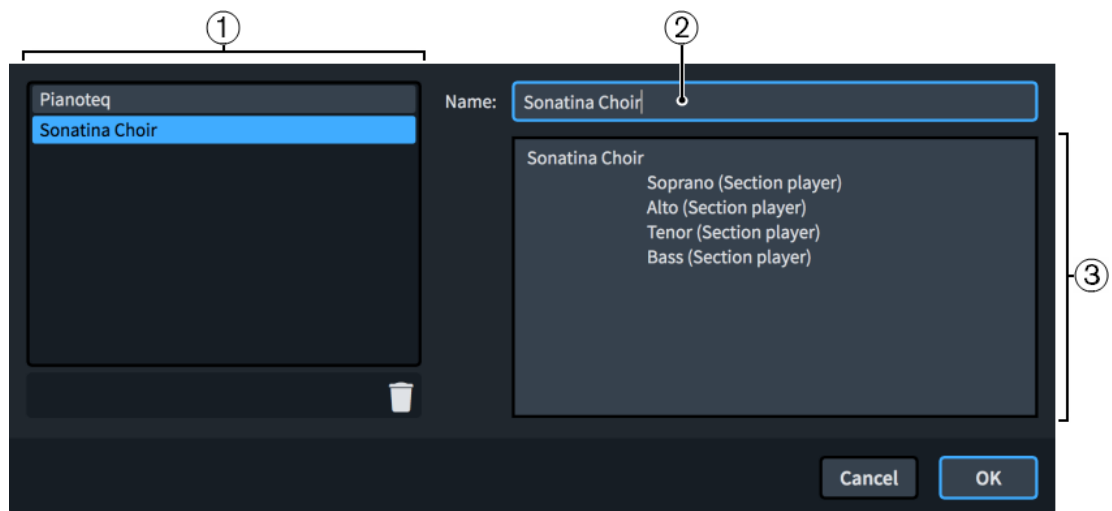 ① ②
Pianoteq
Sonatina Choir
Name: Sonatina Choir
Sonatina Choir
Soprano (Section player)
Alto (Section player)
Tenor (Section player)
Bass (Section player)
③
Cancel OK